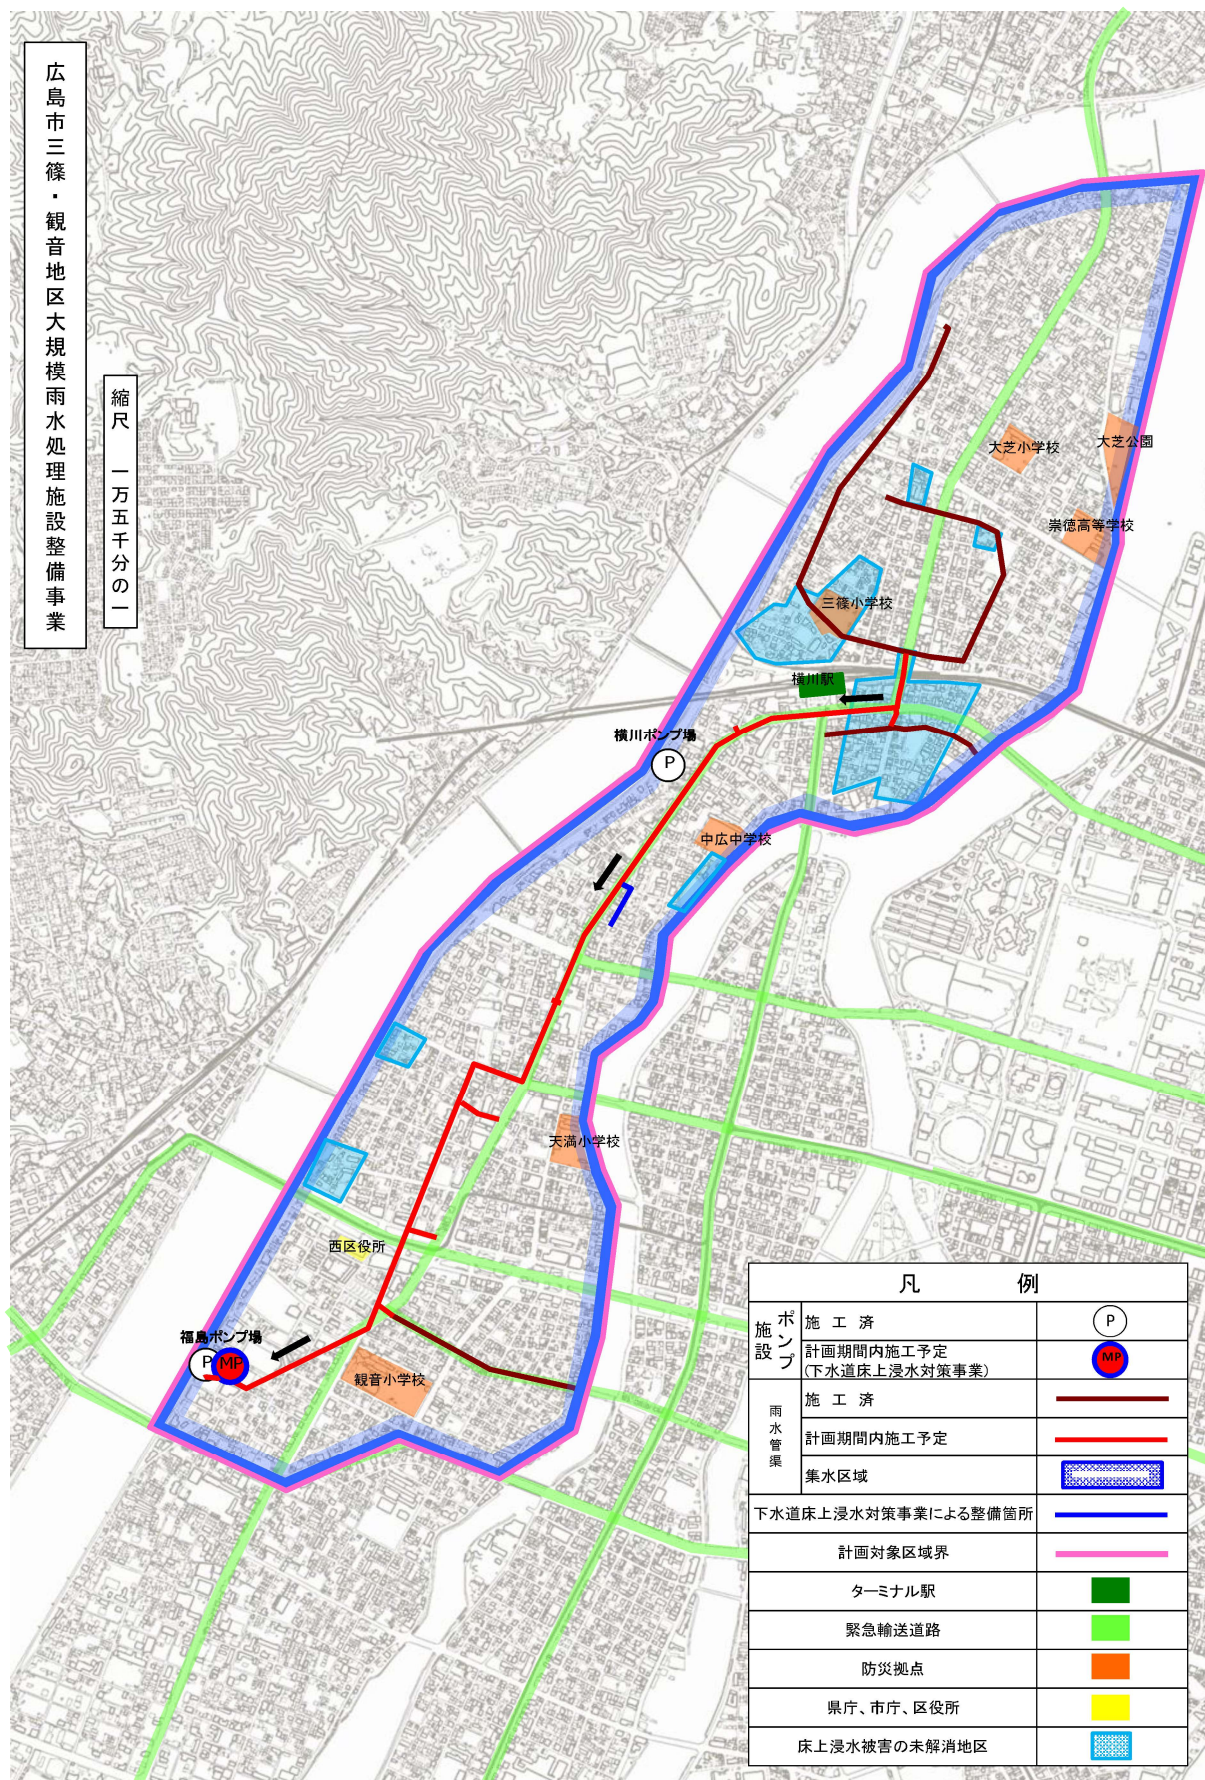 広島市三篠・観音地区大規模雨水処理施設整備事業
縮尺 一万五千分の一
大芝小学校
大芝公園
崇徳高等学校
三篠小学校
横川駅
横川ポンプ場
P
中広中学校
天満小学校
西区役所
福島ポンプ場
P
MP
観音小学校
凡 例
ポンプ施設
施 工 済
P
計画期間内施工予定
(下水道床上浸水対策事業)
MP
雨水管渠
施 工 済
計画期間内施工予定
集水区域
下水道床上浸水対策事業による整備箇所
計画対象区域界
ターミナル駅
緊急輸送道路
防災拠点
県庁、市庁、区役所
床上浸水被害の未解消地区